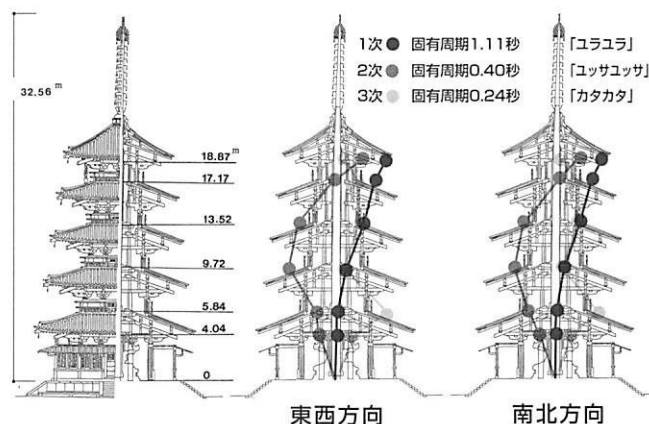 32.56 m
18.87 m
17.17
13.52
9.72
5.84
4.04
0
1次 固有周期1.11秒 「ユラユラ」
2次 固有周期0.40秒 「ユッサユッサ」
3次 固有周期0.24秒 「カタカタ」
東西方向
南北方向